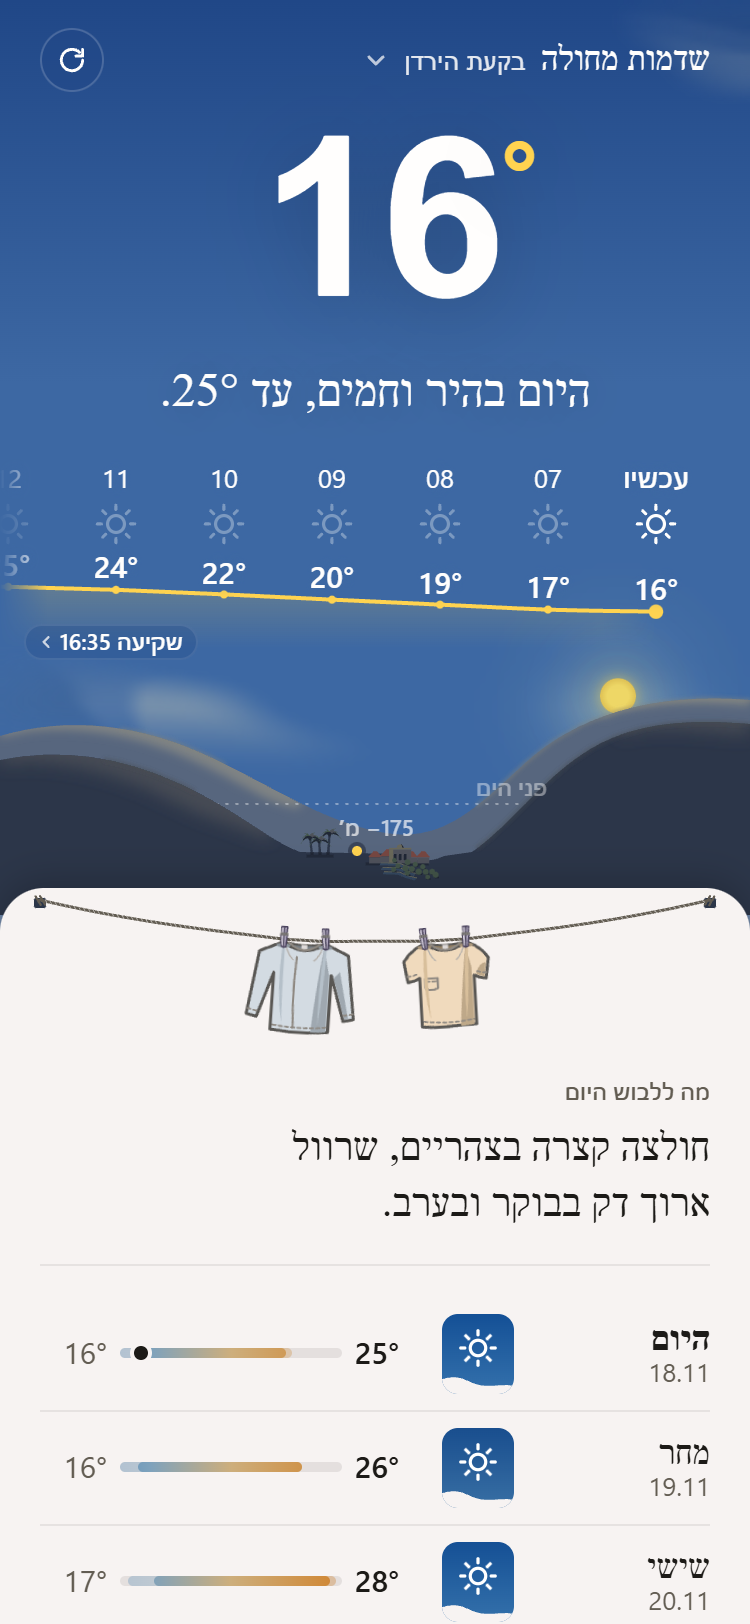 שדמות מחולה בקעת הירדן
16°
היום בהיר וחמים, עד 25°.
עכשיו 07 08 09 10 11
16° 17° 19° 20° 22° 24°
שקיעה 16:35
פני הים
175– מ׳
מה ללבוש היום
חולצה קצרה בצהריים, שרוול
ארוך דק בבוקר ובערב.
היום 25° 16°
18.11
מחר 26° 16°
19.11
שישי 28° 17°
20.11